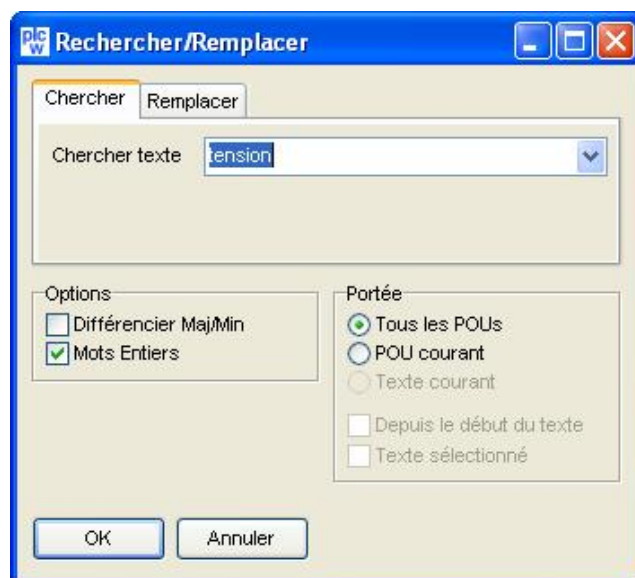 plc
W Rechercher/Remplacer
Chercher Remplacer
Chercher texte tension
Options
Différencier Maj/Min
Mots Entiers
Portée
Tous les POUs
POU courant
Texte courant
Depuis le début du texte
Texte sélectionné
OK Annuler